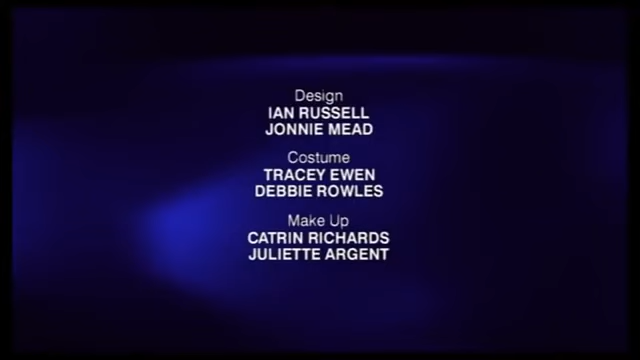 Design
IAN RUSSELL
JONNIE MEAD
Costume
TRACEY EWEN
DEBBIE ROWLES
Make Up
CATRIN RICHARDS
JULIETTE ARGENT